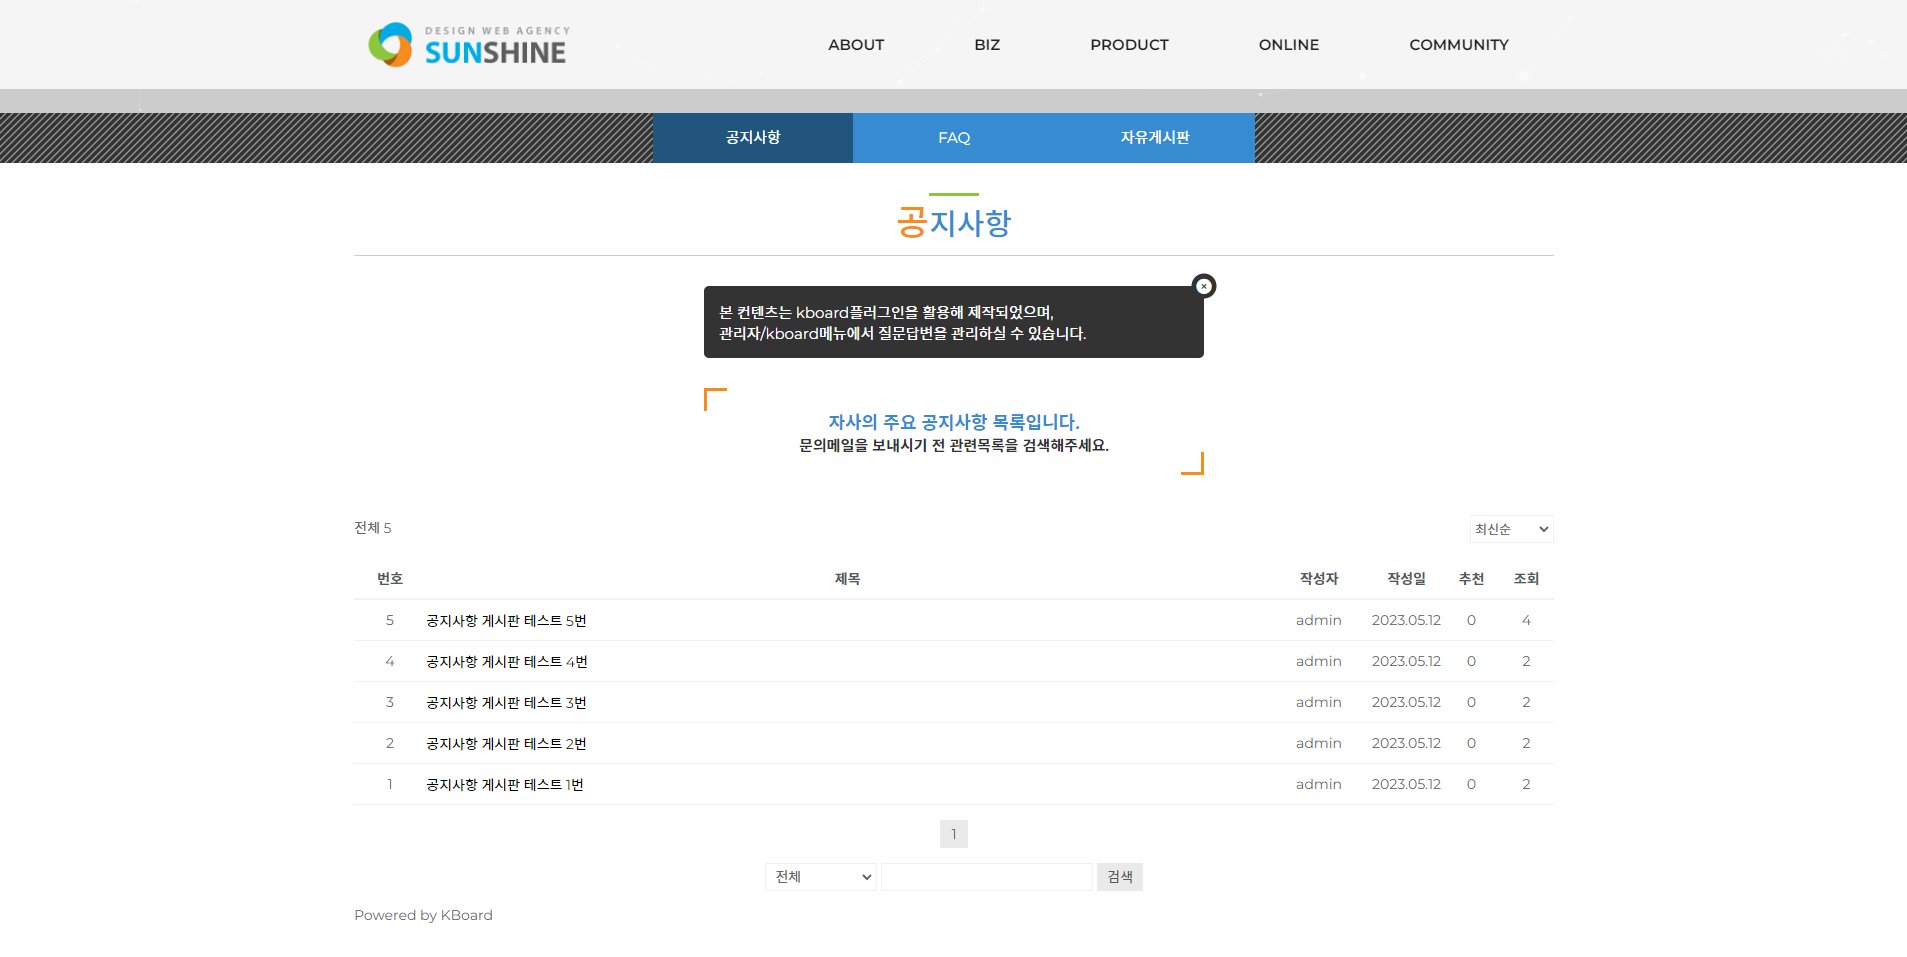 DESIGN WEB AGENCY
SUNSHINE
ABOUT BIZ PRODUCT ONLINE COMMUNITY
공지사항 FAQ 자유게시판
공지사항
×
본 컨텐츠는 kboard플러그인을 활용해 제작되었으며,
관리자/kboard메뉴에서 질문답변을 관리하실 수 있습니다.
자사의 주요 공지사항 목록입니다.
문의메일을 보내시기 전 관련목록을 검색해주세요.
전체 5 최신순
번호 제목 작성자 작성일 추천 조회
5 공지사항 게시판 테스트 5번 admin 2023.05.12 0 4
4 공지사항 게시판 테스트 4번 admin 2023.05.12 0 2
3 공지사항 게시판 테스트 3번 admin 2023.05.12 0 2
2 공지사항 게시판 테스트 2번 admin 2023.05.12 0 2
1 공지사항 게시판 테스트 1번 admin 2023.05.12 0 2
1
전체 검색
Powered by KBoard